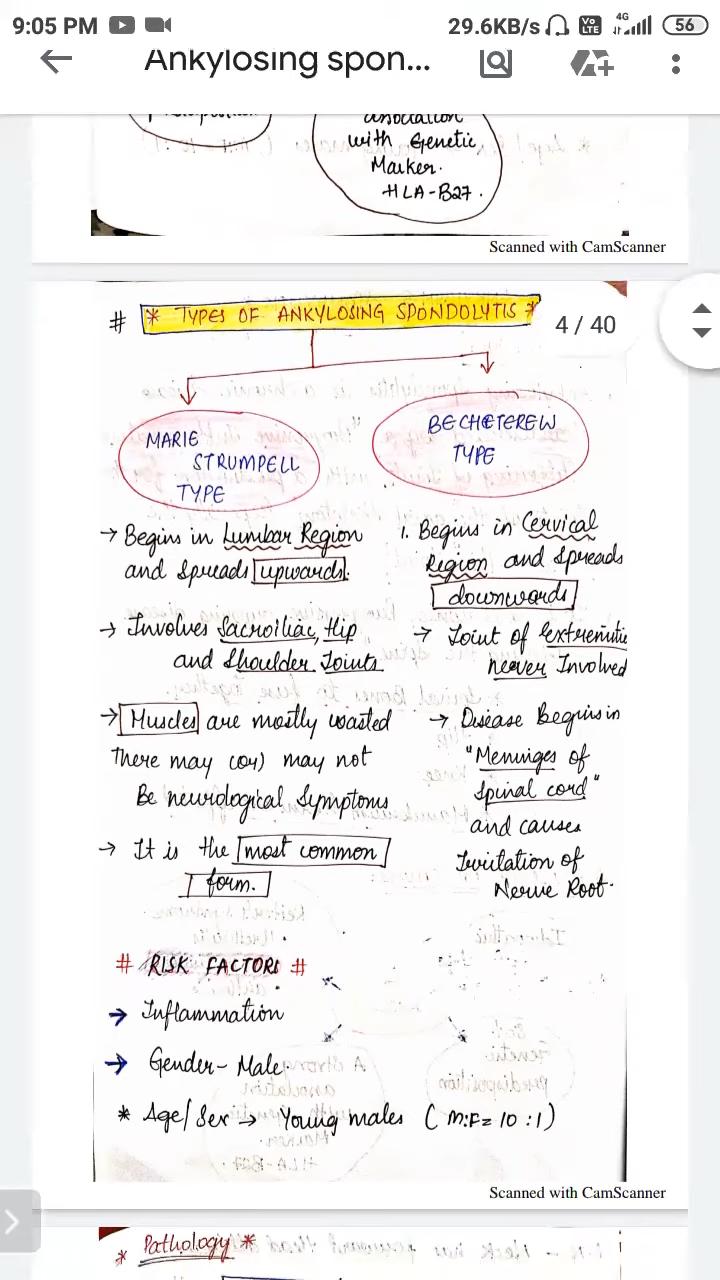 9:05 PM 29.6KB/s Vo LTE 4G 56
Ankylosing spon...
association
with Genetic
Marker.
HLA-B27.
Scanned with CamScanner
# * TYPES OF ANKYLOSING SPONDOLYTIS *
4 / 40
MARIE
STRUMPELL
TYPE
→ Begins in Lumbar Region
and spreads upwards.
→ Involves Sacroiliac, Hip
and Shoulder Joints
→ Muscles are mostly wasted
There may (or) may not
Be neurological Symptoms
→ It is the most common
form.
BECHETEREW
TYPE
1. Begins in Cervical
Region and spreads
downwards
→ Joint of extremitie
never Involved
→ Disease Begins in
"Meninges of
Spinal cord"
and causes
Irritation of
Nerve Root.
# RISK FACTORS #
→ Inflammation
→ Gender - Male
* Age/Sex → Young males (M:F = 10:1)
Scanned with CamScanner
* Pathology *